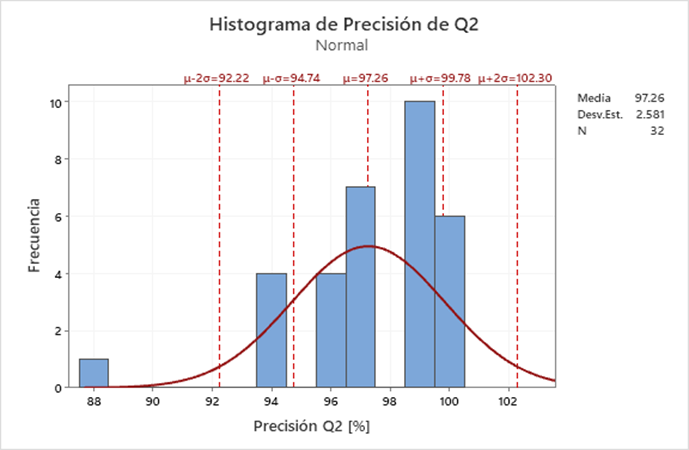 Histograma de Precisión de Q2
Normal
μ-2σ=92.22 μ-σ=94.74 μ=97.26 μ+σ=99.78 μ+2σ=102.30
Media 97.26
Desv.Est. 2.581
N 32
Frecuencia
10
8
6
4
2
0
88 90 92 94 96 98 100 102
Precisión Q2 [%]